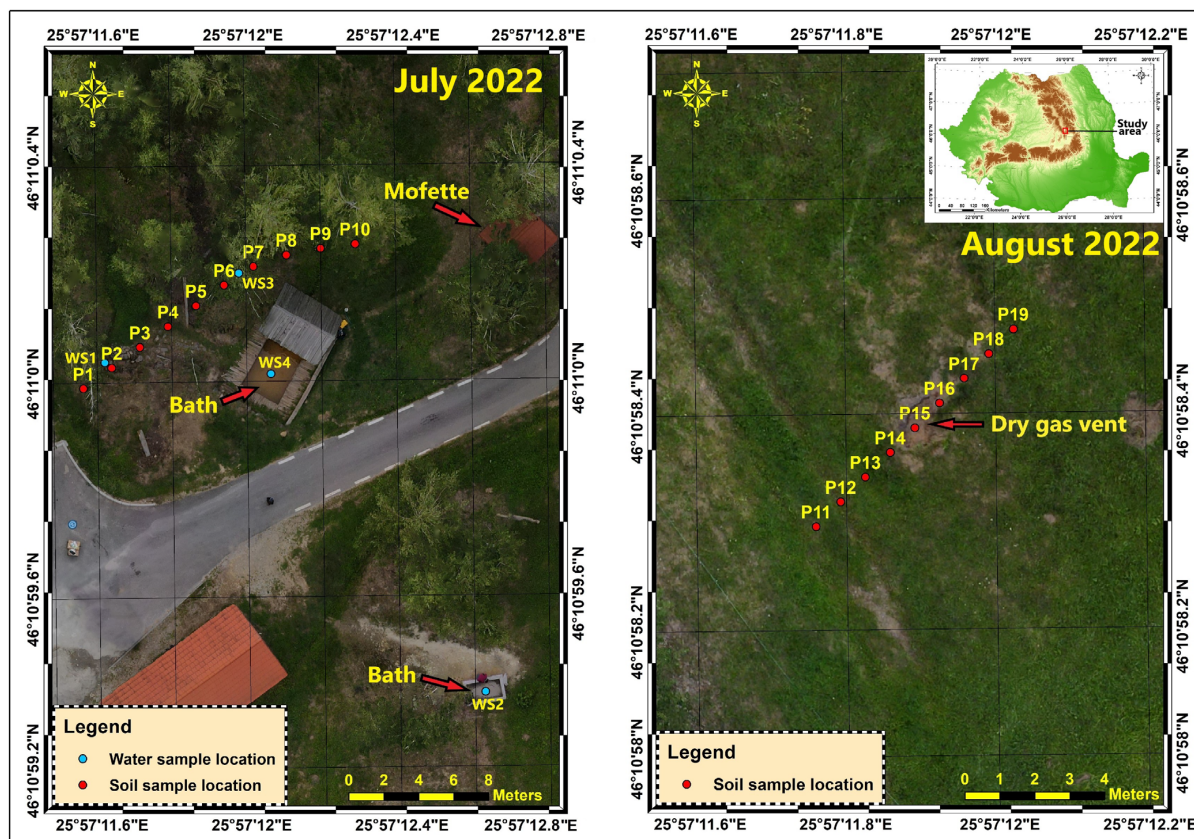 25°57'11.6"E 25°57'12"E 25°57'12.4"E 25°57'12.8"E
July 2022
N
W E
S
46°11'0.4"N
46°11'0.4"N
Mofette
P10
P9
P8
P7
P6
WS3
P5
P4
P3
WS1 P2
P1
WS4
Bath
46°11'0"N
46°11'0"N
46°10'59.6"N
46°10'59.6"N
Bath
WS2
Legend
Water sample location
Soil sample location
0 2 4 6 8
Meters
46°10'59.2"N
46°10'59.2"N
25°57'11.6"E 25°57'12"E 25°57'12.4"E 25°57'12.8"E
25°57'11.6"E 25°57'11.8"E 25°57'12"E 25°57'12.2"E
N
W E
S
Study
area
August 2022
46°10'58.6"N
46°10'58.6"N
P19
P18
P17
P16
P15
Dry gas vent
P14
P13
P12
P11
46°10'58.4"N
46°10'58.4"N
46°10'58.2"N
46°10'58.2"N
Legend
Soil sample location
0 1 2 3 4
Meters
46°10'58"N
46°10'58"N
25°57'11.6"E 25°57'11.8"E 25°57'12"E 25°57'12.2"E